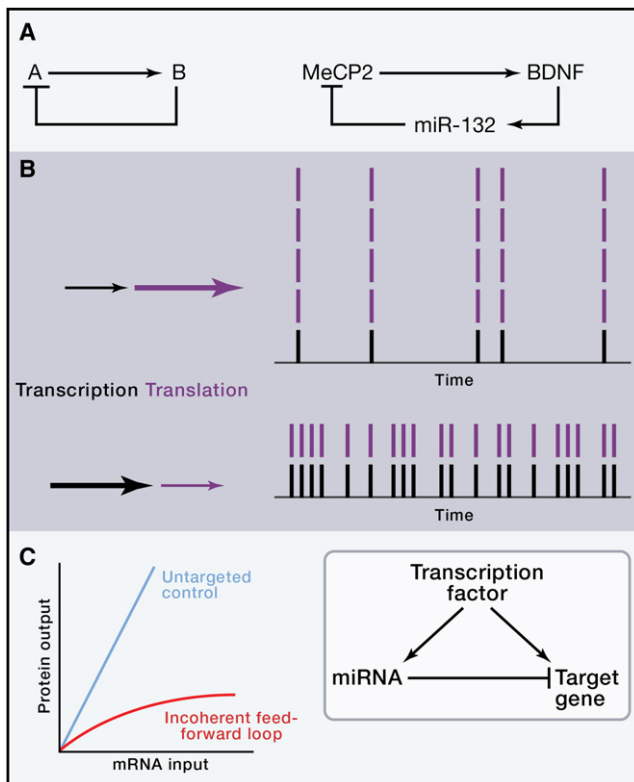 A
A B
MeCP2 BDNF
miR-132
B
Time
Transcription Translation
Time
C
Untargeted
control
Protein output
Incoherent feed-
forward loop
mRNA input
Transcription
factor
miRNA
Target
gene